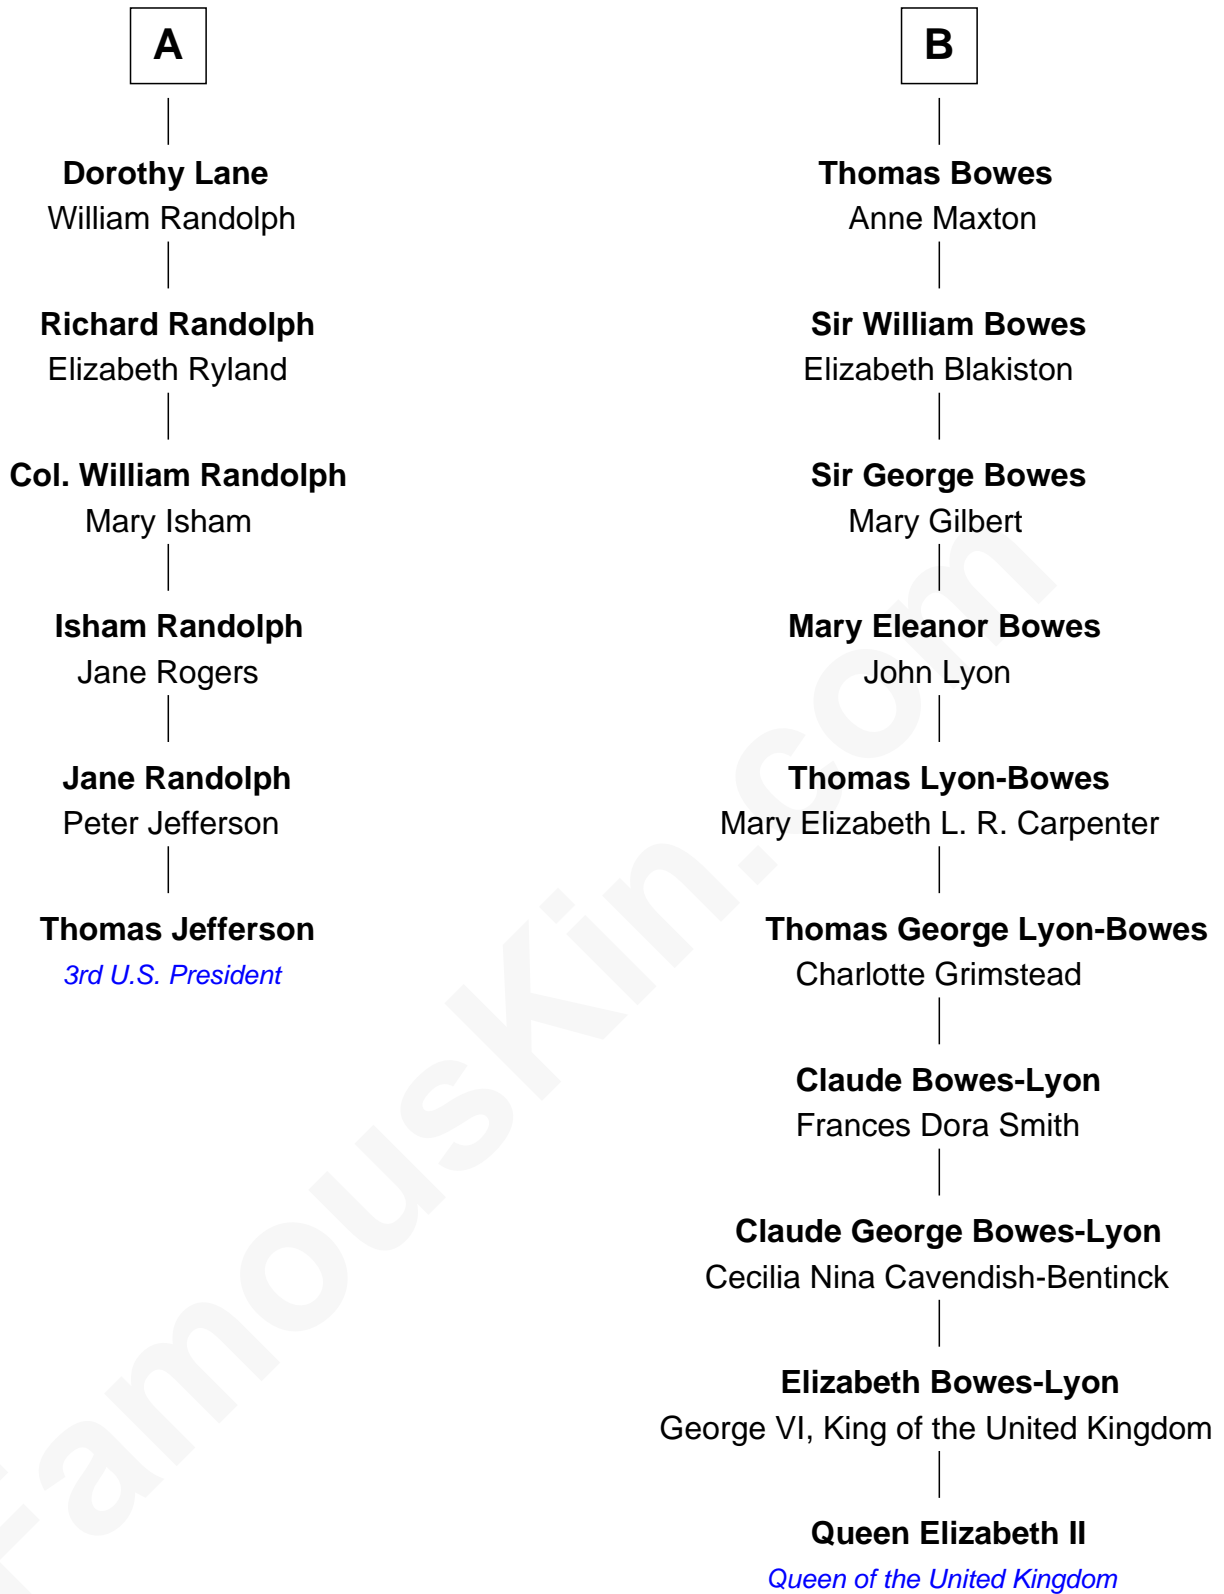 A
Dorothy Lane
William Randolph
Richard Randolph
Elizabeth Ryland
Col. William Randolph
Mary Isham
Isham Randolph
Jane Rogers
Jane Randolph
Peter Jefferson
Thomas Jefferson
3rd U.S. President
B
Thomas Bowes
Anne Maxton
Sir William Bowes
Elizabeth Blakiston
Sir George Bowes
Mary Gilbert
Mary Eleanor Bowes
John Lyon
Thomas Lyon-Bowes
Mary Elizabeth L. R. Carpenter
Thomas George Lyon-Bowes
Charlotte Grimstead
Claude Bowes-Lyon
Frances Dora Smith
Claude George Bowes-Lyon
Cecilia Nina Cavendish-Bentinck
Elizabeth Bowes-Lyon
George VI, King of the United Kingdom
Queen Elizabeth II
Queen of the United Kingdom
FamousKin.com